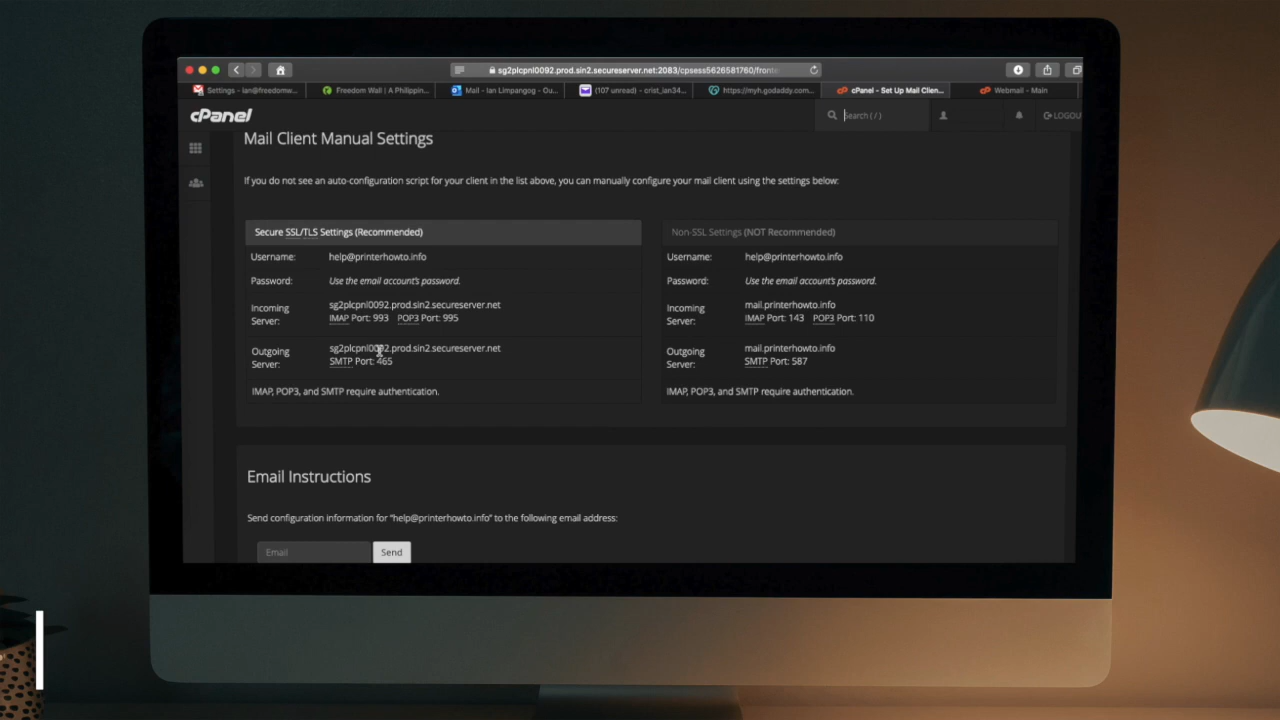 sg2plcpnl0092.prod.sin2.secureserver.net:2083/cpsess5626581760/fronte
Settings - ian@freedomw...
Freedom Wall | A Philippin...
Mail - Ian Limpangog - Ou...
(107 unread) - crist_ian34...
https://myh.godaddy.com...
cPanel - Set Up Mail Clien...
Webmail - Main
cPanel
Search ( / )
LOGOU
Mail Client Manual Settings
If you do not see an auto-configuration script for your client in the list above, you can manually configure your mail client using the settings below:
Secure SSL/TLS Settings (Recommended)
Username: help@printerhowto.info
Password: Use the email account's password.
Incoming Server: sg2plcpnl0092.prod.sin2.secureserver.net
IMAP Port: 993 POP3 Port: 995
Outgoing Server: sg2plcpnl0092.prod.sin2.secureserver.net
SMTP Port: 465
IMAP, POP3, and SMTP require authentication.
Non-SSL Settings (NOT Recommended)
Username: help@printerhowto.info
Password: Use the email account's password.
Incoming Server: mail.printerhowto.info
IMAP Port: 143 POP3 Port: 110
Outgoing Server: mail.printerhowto.info
SMTP Port: 587
IMAP, POP3, and SMTP require authentication.
Email Instructions
Send configuration information for "help@printerhowto.info" to the following email address:
Email
Send